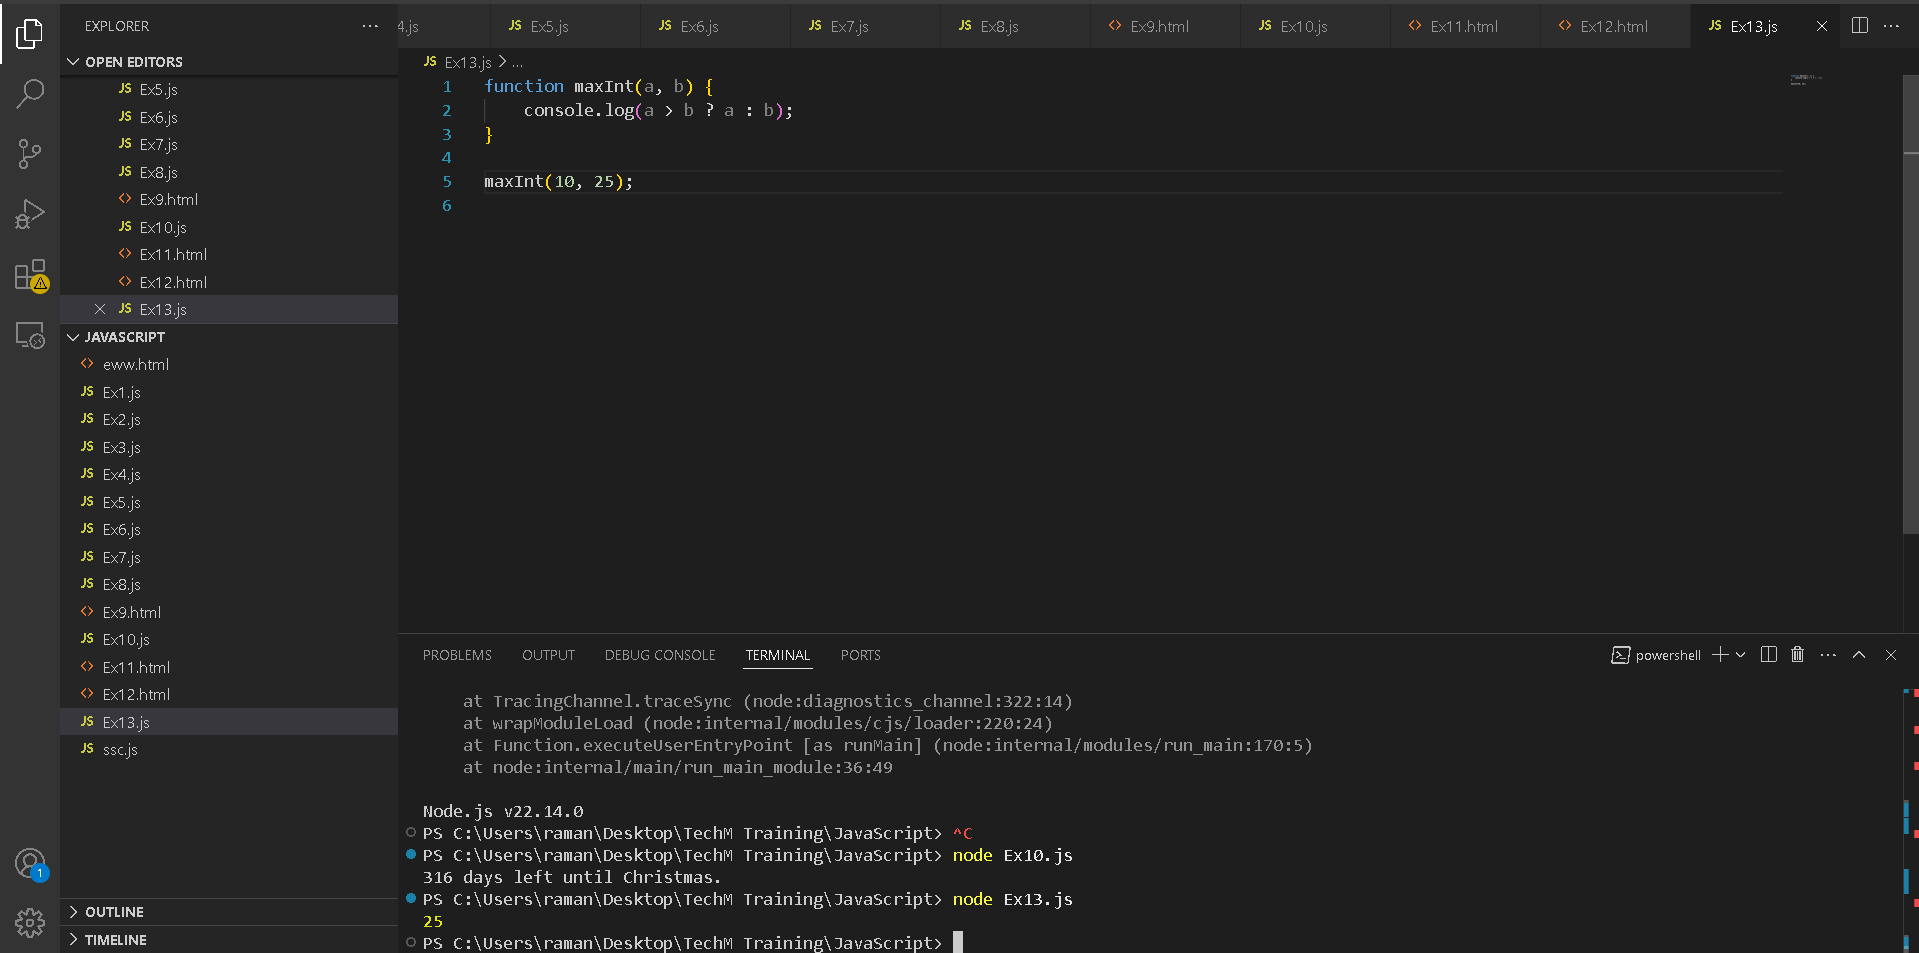 EXPLORER
OPEN EDITORS
JS Ex5.js
JS Ex6.js
JS Ex7.js
JS Ex8.js
<> Ex9.html
JS Ex10.js
<> Ex11.html
<> Ex12.html
JS Ex13.js
JAVASCRIPT
<> eww.html
JS Ex1.js
JS Ex2.js
JS Ex3.js
JS Ex4.js
JS Ex5.js
JS Ex6.js
JS Ex7.js
JS Ex8.js
<> Ex9.html
JS Ex10.js
<> Ex11.html
<> Ex12.html
JS Ex13.js
JS ssc.js
1
OUTLINE
TIMELINE
4.js JS Ex5.js JS Ex6.js JS Ex7.js JS Ex8.js <> Ex9.html JS Ex10.js <> Ex11.html <> Ex12.html JS Ex13.js
JS Ex13.js > ...
1 function maxInt(a, b) {
2 console.log(a > b ? a : b);
3 }
4
5 maxInt(10, 25);
6
PROBLEMS OUTPUT DEBUG CONSOLE TERMINAL PORTS powershell
at TracingChannel.traceSync (node:diagnostics_channel:322:14)
at wrapModuleLoad (node:internal/modules/cjs/loader:220:24)
at Function.executeUserEntryPoint [as runMain] (node:internal/modules/run_main:170:5)
at node:internal/main/run_main_module:36:49
Node.js v22.14.0
PS C:\Users\raman\Desktop\TechM Training\JavaScript> ^C
PS C:\Users\raman\Desktop\TechM Training\JavaScript> node Ex10.js
316 days left until Christmas.
PS C:\Users\raman\Desktop\TechM Training\JavaScript> node Ex13.js
25
PS C:\Users\raman\Desktop\TechM Training\JavaScript>